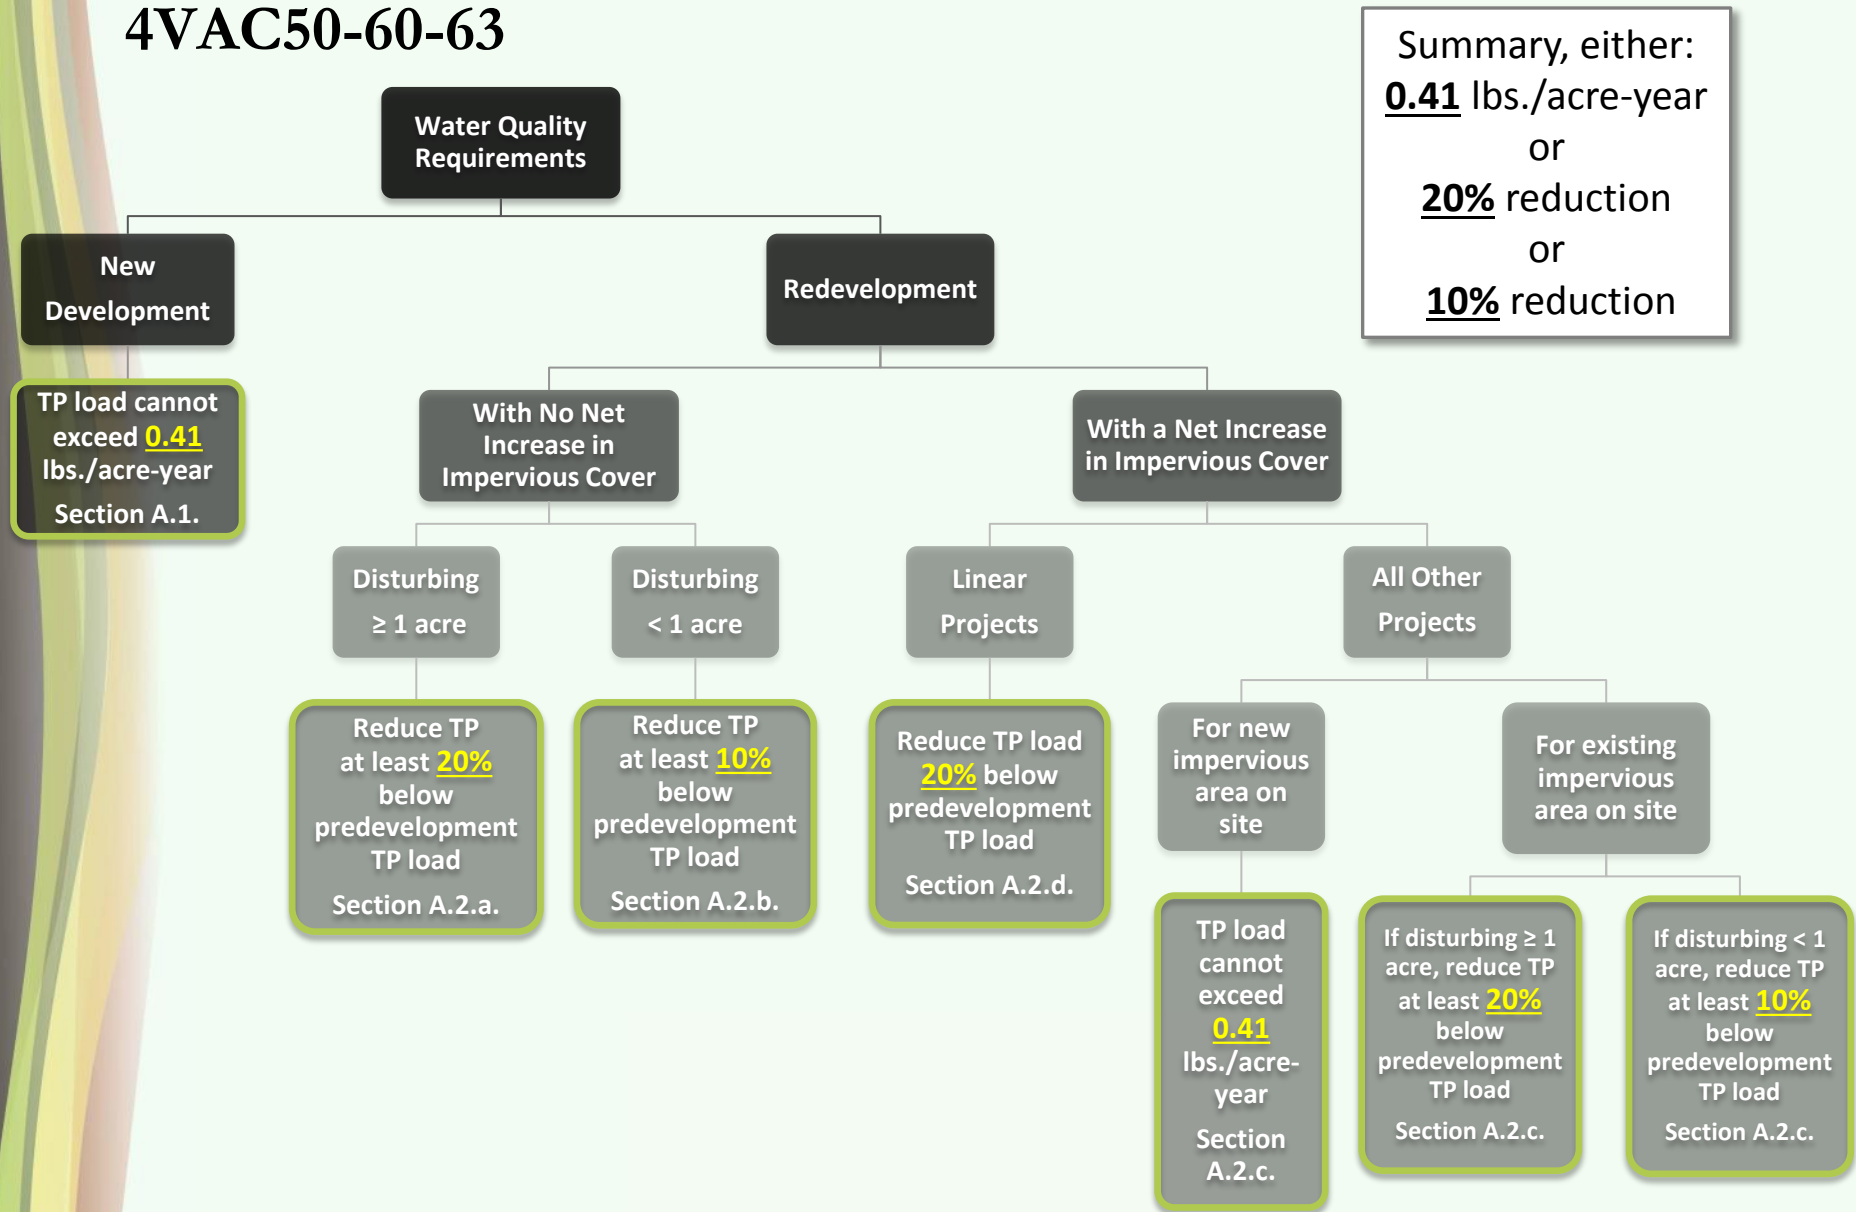 4VAC50-60-63
Summary, either:
0.41 lbs./acre-year
or
20% reduction
or
10% reduction
Water Quality
Requirements
New
Development
Redevelopment
TP load cannot
exceed 0.41
lbs./acre-year
Section A.1.
With No Net
Increase in
Impervious Cover
With a Net Increase
in Impervious Cover
Disturbing
≥ 1 acre
Disturbing
< 1 acre
Linear
Projects
All Other
Projects
Reduce TP
at least 20%
below
predevelopment
TP load
Section A.2.a.
Reduce TP
at least 10%
below
predevelopment
TP load
Section A.2.b.
Reduce TP load
20% below
predevelopment
TP load
Section A.2.d.
For new
impervious
area on
site
For existing
impervious
area on site
TP load
cannot
exceed
0.41
lbs./acre-
year
Section
A.2.c.
If disturbing ≥ 1
acre, reduce TP
at least 20%
below
predevelopment
TP load
Section A.2.c.
If disturbing < 1
acre, reduce TP
at least 10%
below
predevelopment
TP load
Section A.2.c.